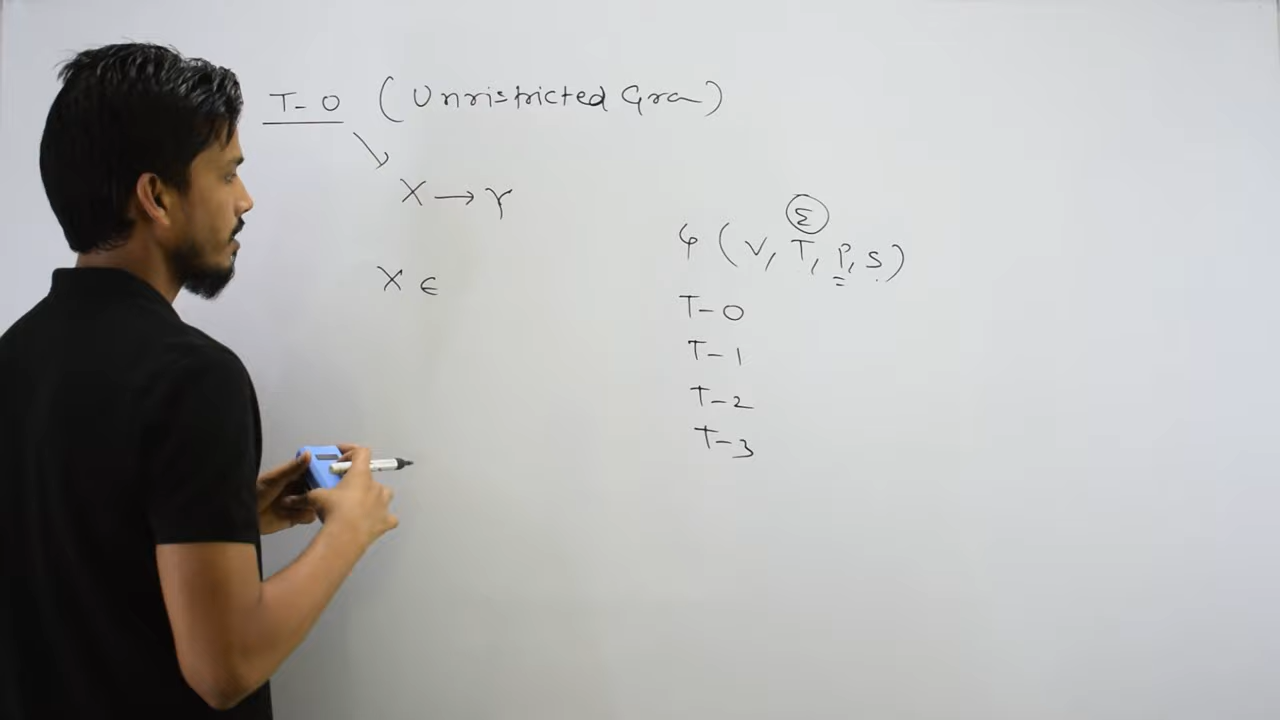 T-0 (Unristricted Gra)
X → Y
X ∈
Σ
G (V, T, P, S)
T-0
T-1
T-2
T-3